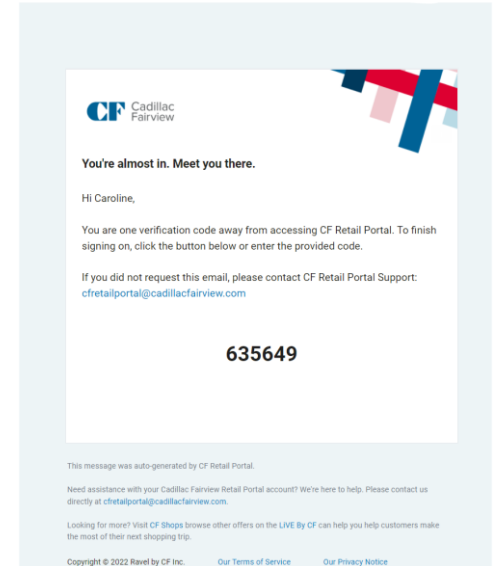 CF Cadillac
Fairview
You're almost in. Meet you there.
Hi Caroline,
You are one verification code away from accessing CF Retail Portal. To finish
signing on, click the button below or enter the provided code.
If you did not request this email, please contact CF Retail Portal Support:
cfretailportal@cadillacfairview.com
635649
This message was auto-generated by CF Retail Portal.
Need assistance with your Cadillac Fairview Retail Portal account? We're here to help. Please contact us
directly at cfretailportal@cadillacfairview.com.
Looking for more? Visit CF Shops browse other offers on the LiVE By CF can help you help customers make
the most of their next shopping trip.
Copyright © 2022 Ravel by CF Inc. Our Terms of Service Our Privacy Notice